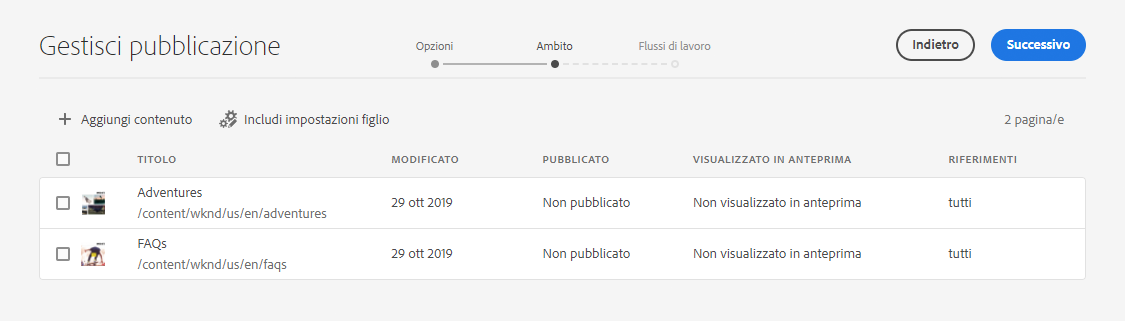 Gestisci pubblicazione
Opzioni Ambito Flussi di lavoro
Indietro Successivo
Aggiungi contenuto Includi impostazioni figlio 2 pagina/e
TITOLO MODIFICATO PUBBLICATO VISUALIZZATO IN ANTEPRIMA RIFERIMENTI
Adventures
/content/wknd/us/en/adventures
29 ott 2019 Non pubblicato Non visualizzato in anteprima tutti
FAQs
/content/wknd/us/en/faqs
29 ott 2019 Non pubblicato Non visualizzato in anteprima tutti